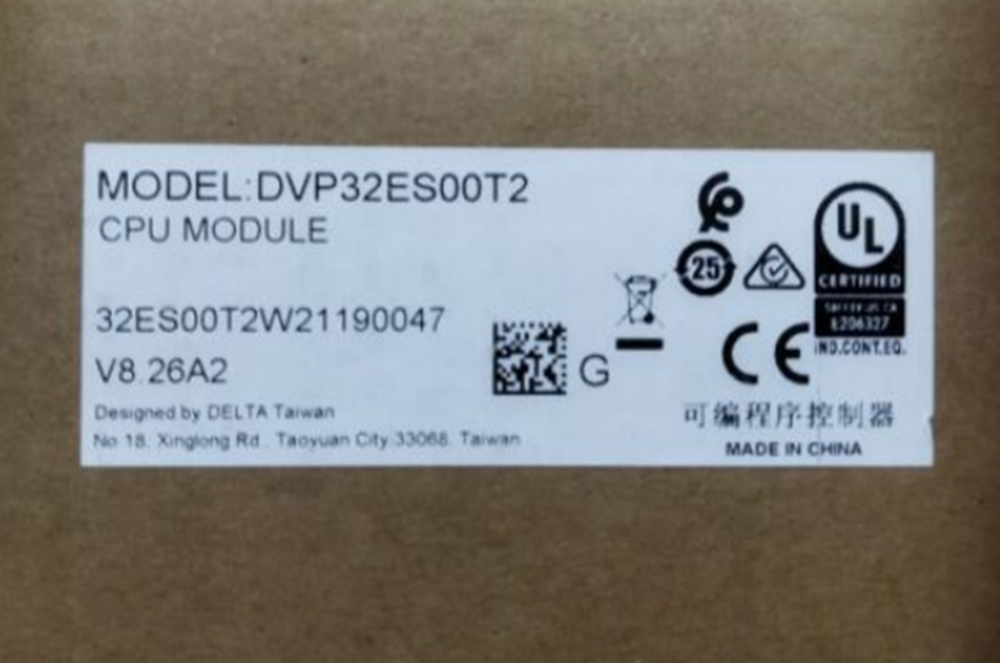 MODEL:DVP32ES00T2
CPU MODULE
32ES00T2W21190047
V8.26A2
G
Designed by DELTA Taiwan
No 18, Xinglong Rd., Taoyuan City 33068, Taiwan
25
UL
CERTIFIED
E206327
IND.CONT.EQ.
CE
可编程序控制器
MADE IN CHINA